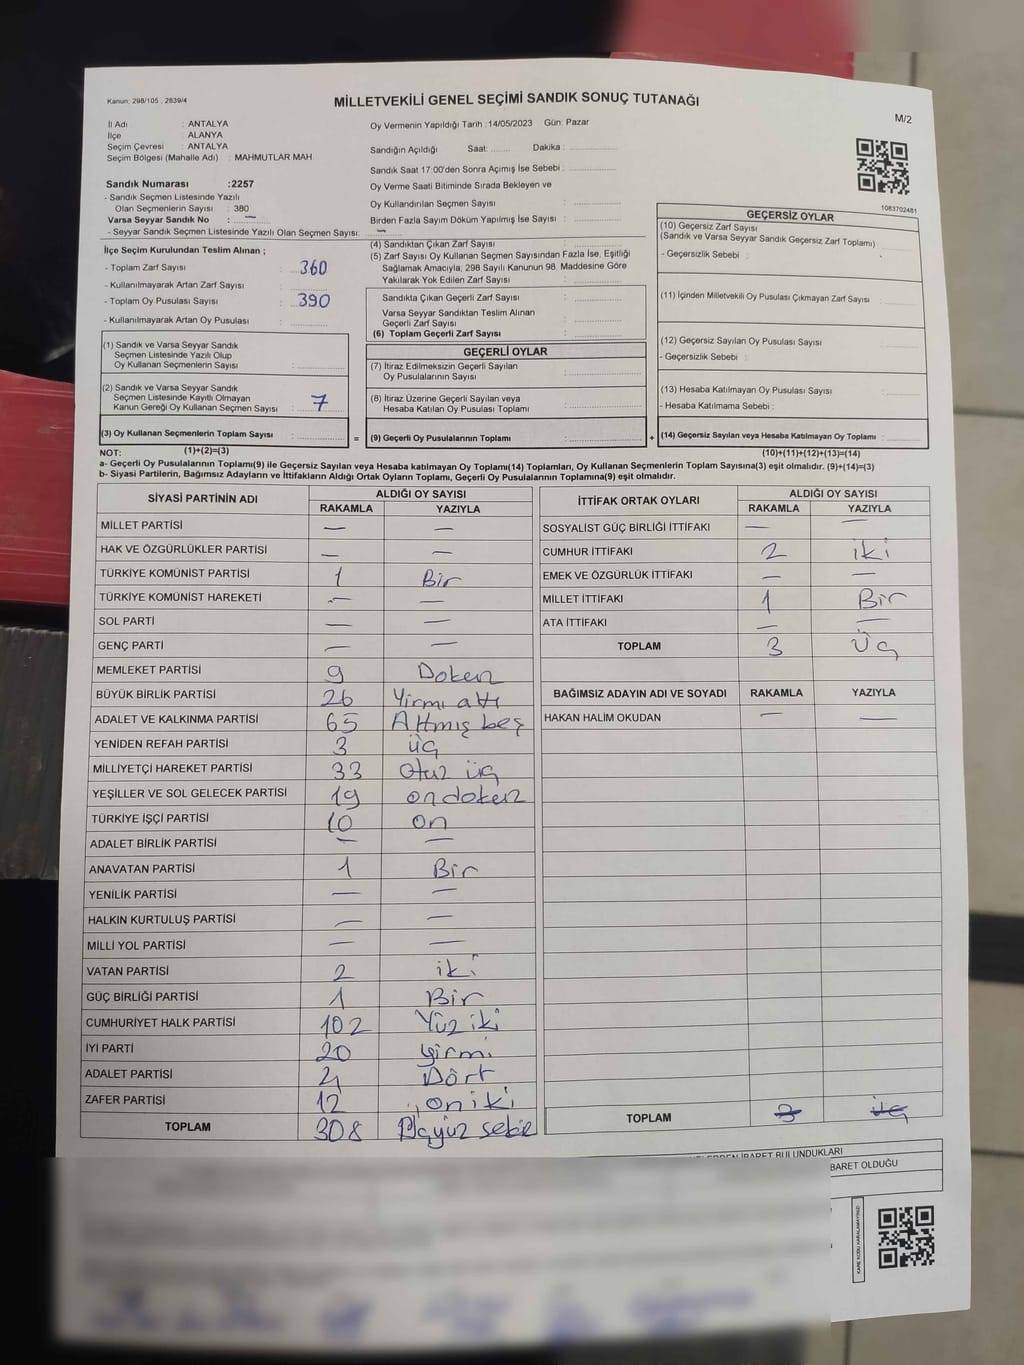 Kanun: 298/105 , 2839/4
MİLLETVEKİLİ GENEL SEÇİMİ SANDIK SONUÇ TUTANAĞI
M/2
İl Adı : ANTALYA
İlçe : ALANYA
Seçim Çevresi : ANTALYA
Seçim Bölgesi (Mahalle Adı) : MAHMUTLAR MAH
Sandık Numarası :2257
- Sandık Seçmen Listesinde Yazılı
Olan Seçmenlerin Sayısı : 380
Varsa Seyyar Sandık No : —
- Seyyar Sandık Seçmen Listesinde Yazılı Olan Seçmen Sayısı: —
Oy Vermenin Yapıldığı Tarih :14/05/2023 Gün: Pazar
Sandığın Açıldığı Saat: ........ Dakika : ..................
Sandık Saat 17:00'den Sonra Açımış İse Sebebi : ..................
Oy Verme Saati Bitiminde Sırada Bekleyen ve
Oy Kullandırılan Seçmen Sayısı : ..................
Birden Fazla Sayım Döküm Yapılmış İse Sayısı : ..................
1083702481
İlçe Seçim Kurulundan Teslim Alınan ;
- Toplam Zarf Sayısı : 360
- Kullanılmayarak Artan Zarf Sayısı : ............
- Toplam Oy Pusulası Sayısı : 390
- Kullanılmayarak Artan Oy Pusulası : ............
(1) Sandık ve Varsa Seyyar Sandık
Seçmen Listesinde Yazılı Olup
Oy Kullanan Seçmenlerin Sayısı : ............
(2) Sandık ve Varsa Seyyar Sandık
Seçmen Listesinde Kayıtlı Olmayan
Kanun Gereği Oy Kullanan Seçmen Sayısı : 7
(3) Oy Kullanan Seçmenlerin Toplam Sayısı : ............
(4) Sandıktan Çıkan Zarf Sayısı : ............
(5) Zarf Sayısı Oy Kullanan Seçmen Sayısından Fazla İse, Eşitliği
Sağlamak Amacıyla; 298 Sayılı Kanunun 98. Maddesine Göre
Yakılarak Yok Edilen Zarf Sayısı : ............
Sandıkta Çıkan Geçerli Zarf Sayısı : ............
Varsa Seyyar Sandıktan Teslim Alınan
Geçerli Zarf Sayısı : ............
(6) Toplam Geçerli Zarf Sayısı : ............
GEÇERLİ OYLAR
(7) İtiraz Edilmeksizin Geçerli Sayılan
Oy Pusulalarının Sayısı : ............
(8) İtiraz Üzerine Geçerli Sayılan veya
Hesaba Katılan Oy Pusulası Toplamı : ............
= (9) Geçerli Oy Pusulalarının Toplamı : ............
GEÇERSİZ OYLAR
(10) Geçersiz Zarf Sayısı
(Sandık ve Varsa Seyyar Sandık Geçersiz Zarf Toplamı) : ............
- Geçersizlik Sebebi :
(11) İçinden Milletvekili Oy Pusulası Çıkmayan Zarf Sayısı : ............
(12) Geçersiz Sayılan Oy Pusulası Sayısı : ............
- Geçersizlik Sebebi :
(13) Hesaba Katılmayan Oy Pusulası Sayısı : ............
- Hesaba Katılmama Sebebi :
+ (14) Geçersiz Sayılan veya Hesaba Katılmayan Oy Toplamı : ............
NOT: (1)+(2)=(3) (10)+(11)+(12)+(13)=(14)
a- Geçerli Oy Pusulalarının Toplamı(9) ile Geçersiz Sayılan veya Hesaba katılmayan Oy Toplamı(14) Toplamları, Oy Kullanan Seçmenlerin Toplam Sayısına(3) eşit olmalıdır. (9)+(14)=(3)
b- Siyasi Partilerin, Bağımsız Adayların ve İttifakların Aldığı Ortak Oyların Toplamı, Geçerli Oy Pusulalarının Toplamına(9) eşit olmalıdır.
SİYASİ PARTİNİN ADI ALDIĞI OY SAYISI
RAKAMLA YAZIYLA
MİLLET PARTİSİ — —
HAK VE ÖZGÜRLÜKLER PARTİSİ — —
TÜRKİYE KOMÜNİST PARTİSİ 1 Bir
TÜRKİYE KOMÜNİST HAREKETİ — —
SOL PARTİ — —
GENÇ PARTİ — —
MEMLEKET PARTİSİ 9 Dokuz
BÜYÜK BİRLİK PARTİSİ 26 Yirmi altı
ADALET VE KALKINMA PARTİSİ 65 Altmış beş
YENİDEN REFAH PARTİSİ 3 üç
MİLLİYETÇİ HAREKET PARTİSİ 33 Otuz üç
YEŞİLLER VE SOL GELECEK PARTİSİ 19 on dokuz
TÜRKİYE İŞÇİ PARTİSİ 10 on
ADALET BİRLİK PARTİSİ — —
ANAVATAN PARTİSİ 1 Bir
YENİLİK PARTİSİ — —
HALKIN KURTULUŞ PARTİSİ — —
MİLLİ YOL PARTİSİ — —
VATAN PARTİSİ 2 iki
GÜÇ BİRLİĞİ PARTİSİ 1 Bir
CUMHURİYET HALK PARTİSİ 102 Yüz iki
İYİ PARTİ 20 yirmi
ADALET PARTİSİ 4 Dört
ZAFER PARTİSİ 12 on iki
TOPLAM 308 Üçyüz sekiz
İTTİFAK ORTAK OYLARI ALDIĞI OY SAYISI
RAKAMLA YAZIYLA
SOSYALİST GÜÇ BİRLİĞİ İTTİFAKI — —
CUMHUR İTTİFAKI 2 iki
EMEK VE ÖZGÜRLÜK İTTİFAKI — —
MİLLET İTTİFAKI 1 Bir
ATA İTTİFAKI — —
TOPLAM 3 Üç
BAĞIMSIZ ADAYIN ADI VE SOYADI RAKAMLA YAZIYLA
HAKAN HALİM OKUDAN — —
TOPLAM 3 üç
İBARET BULUNDUKLARI
BARET OLDUĞU
KARE KODU KARALAMAYINIZ!